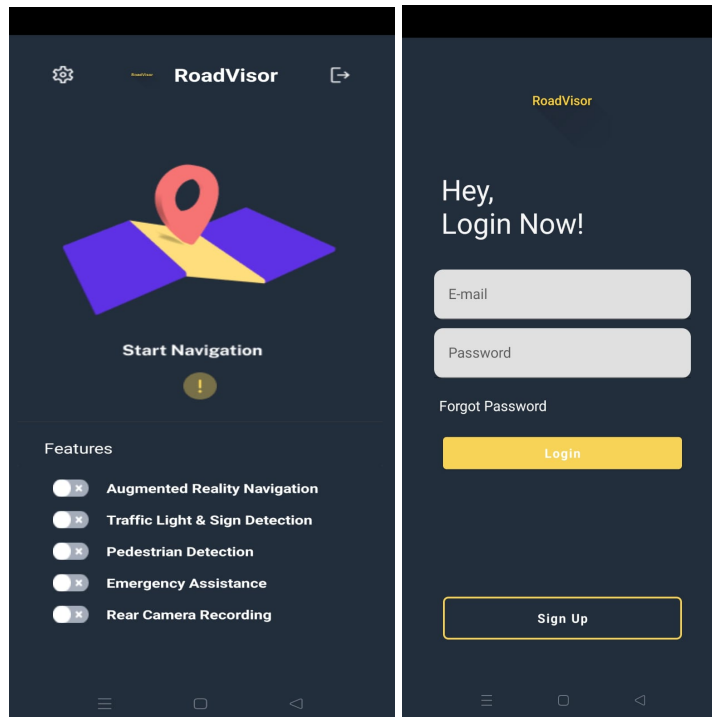 RoadVisor RoadVisor
Start Navigation
!
Features
Augmented Reality Navigation
Traffic Light & Sign Detection
Pedestrian Detection
Emergency Assistance
Rear Camera Recording
RoadVisor
Hey,
Login Now!
E-mail
Password
Forgot Password
Login
Sign Up